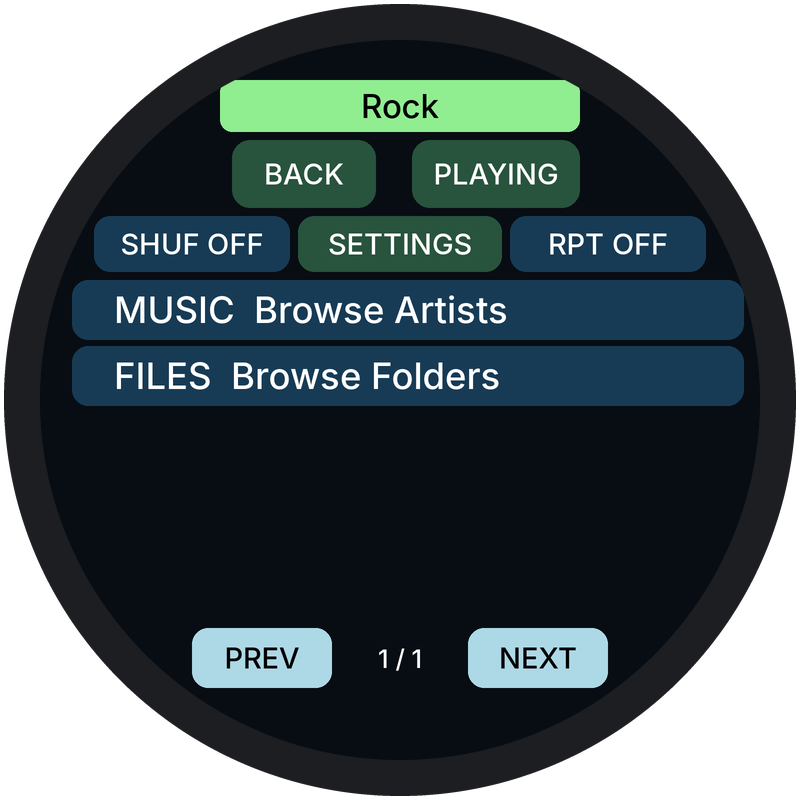 Rock
BACK PLAYING
SHUF OFF SETTINGS RPT OFF
MUSIC Browse Artists
FILES Browse Folders
PREV 1/1 NEXT